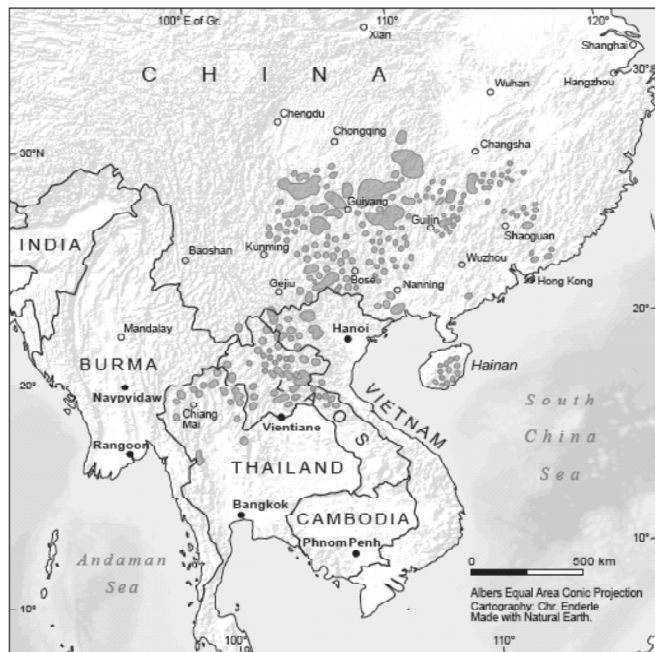 100° E of Gr.
110°
120°
Xian
Shanghai
C H I N A
30°
Wuhan
Hangzhou
Chengdu
Chongqing
30°N
Changsha
Guiyang
Guilin
INDIA
Baoshan
Kunming
Shaoguan
Gejiu
Bose
Wuzhou
Nanning
Hong Kong
20°
Mandalay
Hanoi
BURMA
Hainan
20°
Naypyidaw
Chiang
Mai
LAOS
VIETNAM
South
China
Sea
Vientiane
Rangoon
THAILAND
Bangkok
CAMBODIA
Phnom Penh
Andaman
Sea
10°
0 500 km
Albers Equal Area Conic Projection
Cartography: Chr. Enderle
Made with Natural Earth.
10°
100°
110°